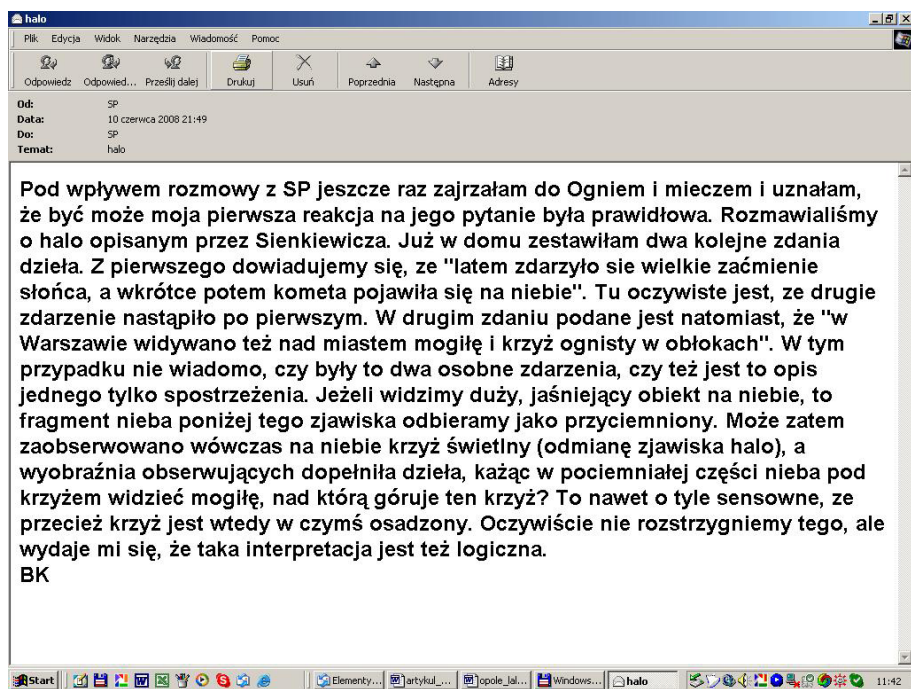 halo
Plik Edycja Widok Narzędzia Wiadomość Pomoc
Odpowiedz Odpowied... Prześlij dalej Drukuj Usuń Poprzednia Następna Adresy
Od: SP
Data: 10 czerwca 2008 21:49
Do: SP
Temat: halo
Pod wpływem rozmowy z SP jeszcze raz zajrzałam do Ogniem i mieczem i uznałam,
że być może moja pierwsza reakcja na jego pytanie była prawidłowa. Rozmawialiśmy
o halo opisanym przez Sienkiewicza. Już w domu zestawiłam dwa kolejne zdania
dzieła. Z pierwszego dowiadujemy się, ze "latem zdarzyło sie wielkie zaćmienie
słońca, a wkrótce potem kometa pojawiła się na niebie". Tu oczywiste jest, ze drugie
zdarzenie nastąpiło po pierwszym. W drugim zdaniu podane jest natomiast, że "w
Warszawie widywano też nad miastem mogiłę i krzyż ognisty w obłokach". W tym
przypadku nie wiadomo, czy były to dwa osobne zdarzenia, czy też jest to opis
jednego tylko spostrzeżenia. Jeżeli widzimy duży, jaśniejący obiekt na niebie, to
fragment nieba poniżej tego zjawiska odbieramy jako przyciemniony. Może zatem
zaobserwowano wówczas na niebie krzyż świetlny (odmianę zjawiska halo), a
wyobraźnia obserwujących dopełniła dzieła, każąc w pociemniałej części nieba pod
krzyżem widzieć mogiłę, nad którą góruje ten krzyż? To nawet o tyle sensowne, ze
przecież krzyż jest wtedy w czymś osadzony. Oczywiście nie rozstrzygniemy tego, ale
wydaje mi się, że taka interpretacja jest też logiczna.
BK
Start Elementy... artykul_... opole_lal... Windows... halo 11:42